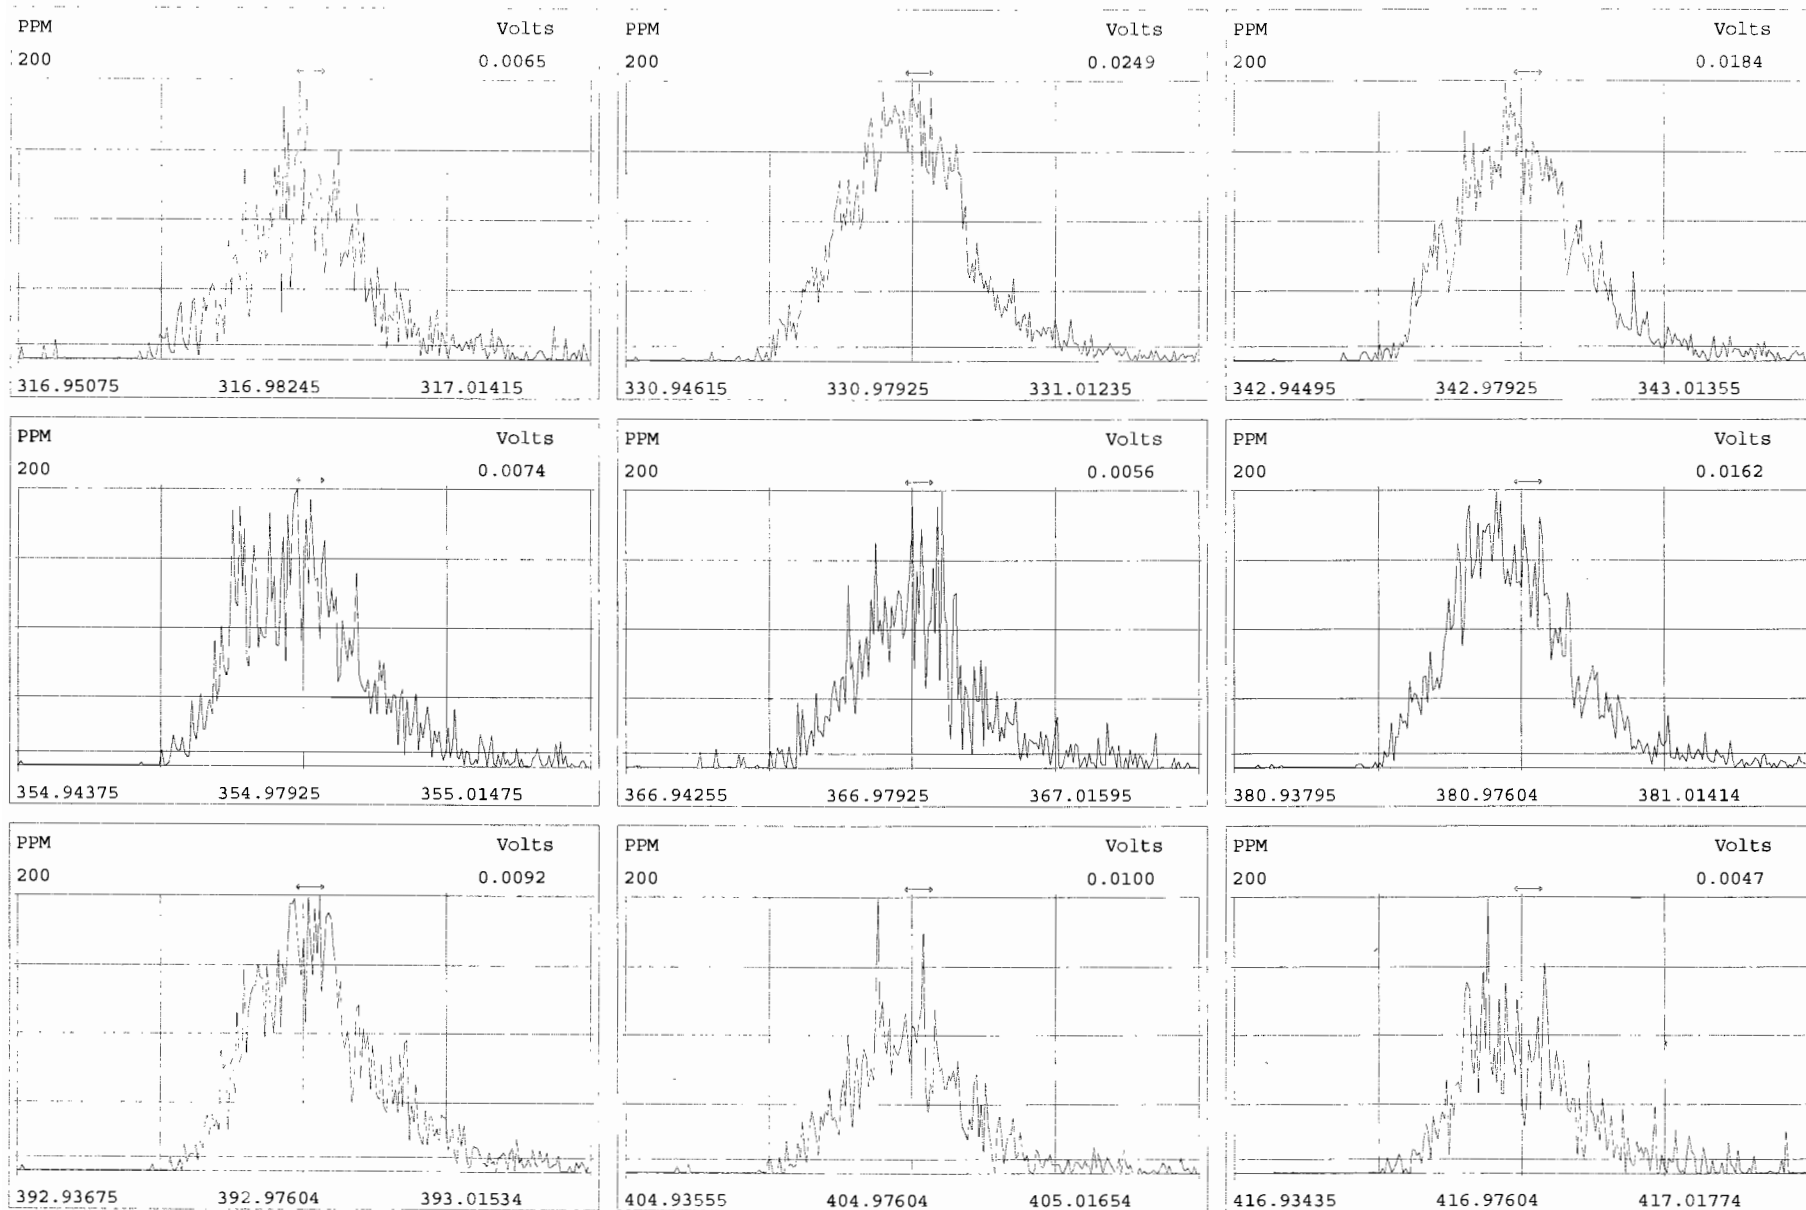 PPM Volts
200 0.0065
316.95075 316.98245 317.01415
PPM Volts
200 0.0249
330.94615 330.97925 331.01235
PPM Volts
200 0.0184
342.94495 342.97925 343.01355
PPM Volts
200 0.0074
354.94375 354.97925 355.01475
PPM Volts
200 0.0056
366.94255 366.97925 367.01595
PPM Volts
200 0.0162
380.93795 380.97604 381.01414
PPM Volts
200 0.0092
392.93675 392.97604 393.01534
PPM Volts
200 0.0100
404.93555 404.97604 405.01654
PPM Volts
200 0.0047
416.93435 416.97604 417.01774